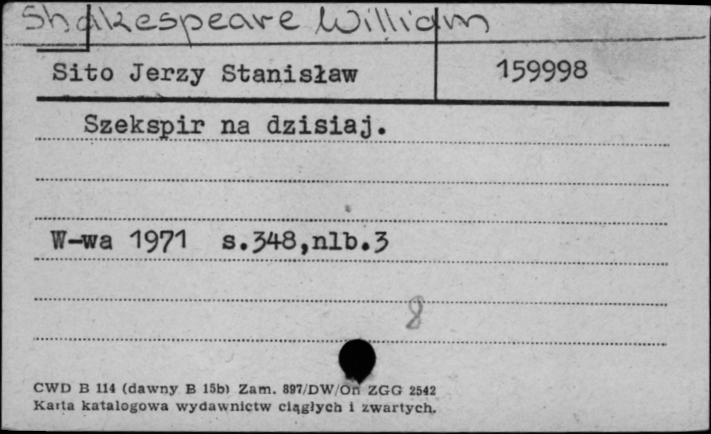 Shakespeare William
Sito Jerzy Stanisław 159998
Szekspir na dzisiaj.
W-wa 1971 s.348,nlb.3
8
CWD B 114 (dawny B 15b) Zam. 897/DW/On ZGG 2542
Karta katalogowa wydawnictw ciągłych i zwartych.